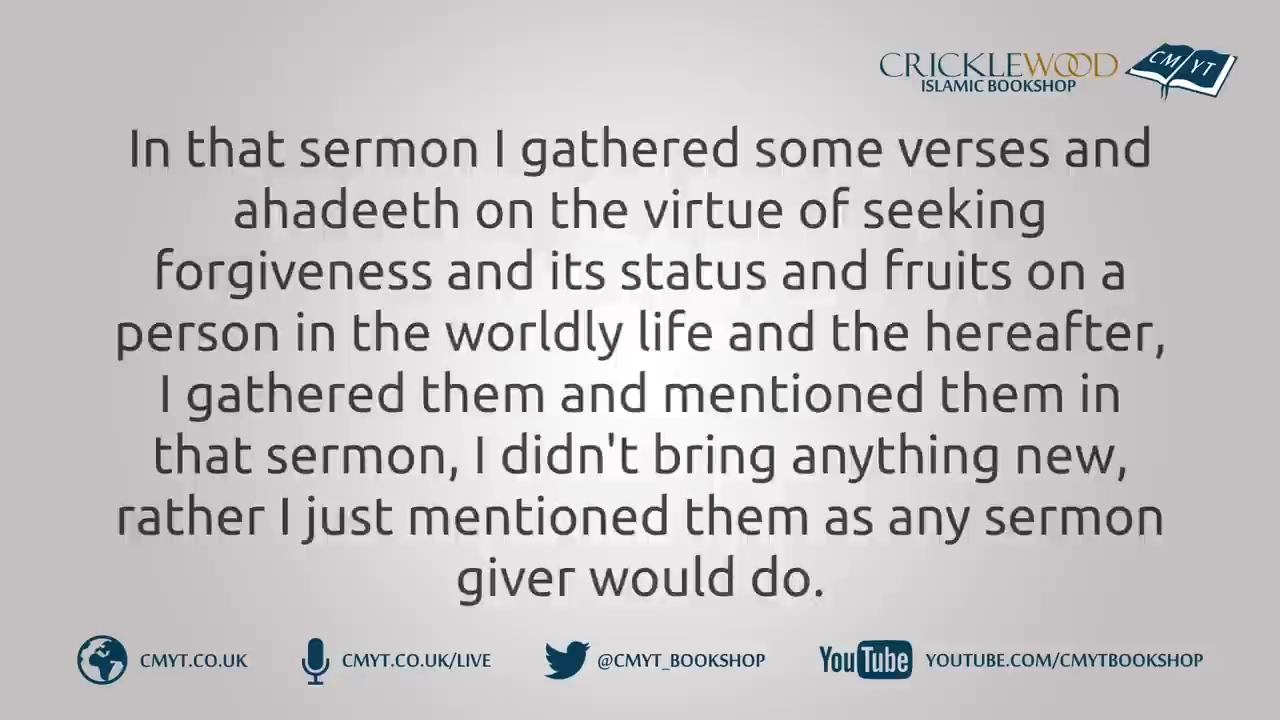 CRICKLEWOOD
ISLAMIC BOOKSHOP
CM YT
In that sermon I gathered some verses and
ahadeeth on the virtue of seeking
forgiveness and its status and fruits on a
person in the worldly life and the hereafter,
I gathered them and mentioned them in
that sermon, I didn't bring anything new,
rather I just mentioned them as any sermon
giver would do.
CMYT.CO.UK
CMYT.CO.UK/LIVE
@CMYT_BOOKSHOP
YouTube
YOUTUBE.COM/CMYTBOOKSHOP